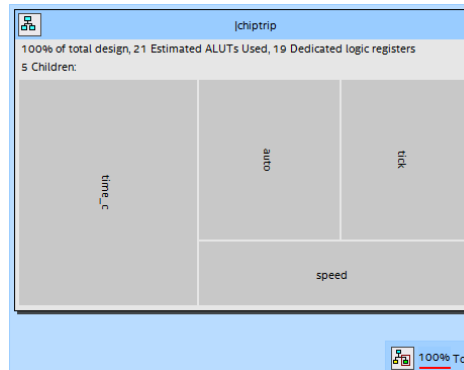 |chiptrip
100% of total design, 21 Estimated ALUTs Used, 19 Dedicated logic registers
5 Children:
time_c
auto
tick
speed
100%